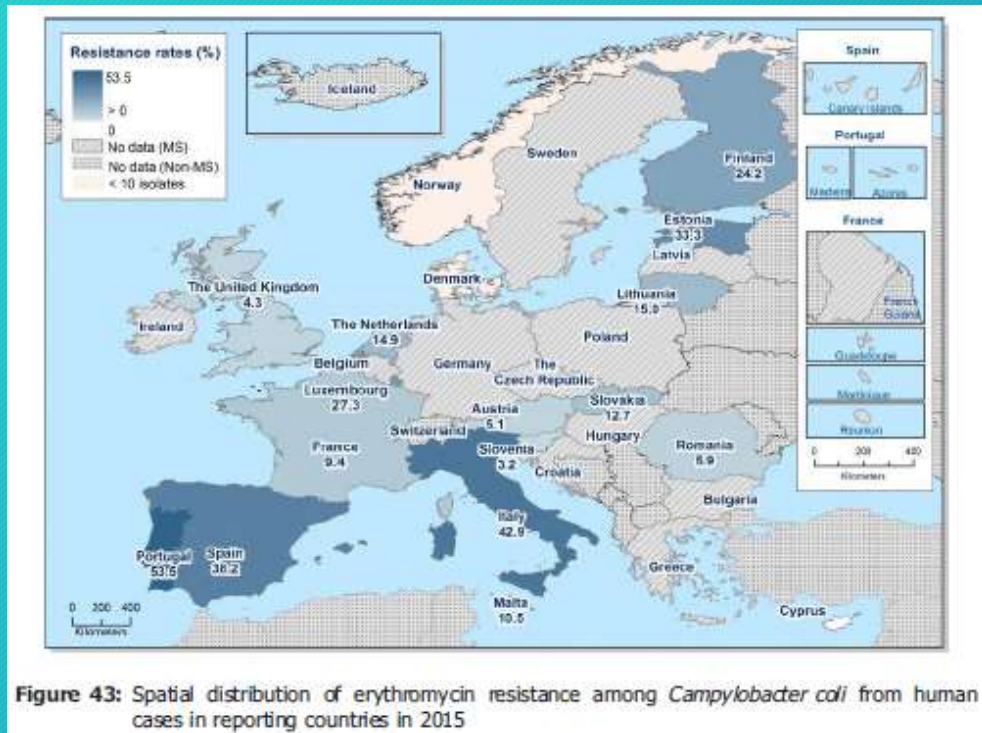 Resistance rates (%)
53.5
> 0
0
No data (MS)
No data (Non-MS)
< 10 isolates
Iceland
Spain
Canary Islands
Portugal
Madeira
Azores
France
French
Guiana
Guadeloupe
Martinique
Reunion
0 200 400
Kilometers
Sweden
Finland
24.2
Norway
Estonia
33.3
Latvia
Denmark
Lithuania
15.0
The United Kingdom
4.3
Ireland
The Netherlands
14.9
Poland
Belgium
Germany
The
Czech Republic
Luxembourg
27.3
Slovakia
12.7
Austria
5.1
Switzerland
Hungary
France
9.4
Slovenia
3.2
Romania
6.9
Croatia
Bulgaria
Italy
42.9
Portugal
53.5
Spain
38.2
Greece
Malta
10.5
Cyprus
0 200 400
Kilometers
Figure 43: Spatial distribution of erythromycin resistance among Campylobacter coli from human
cases in reporting countries in 2015